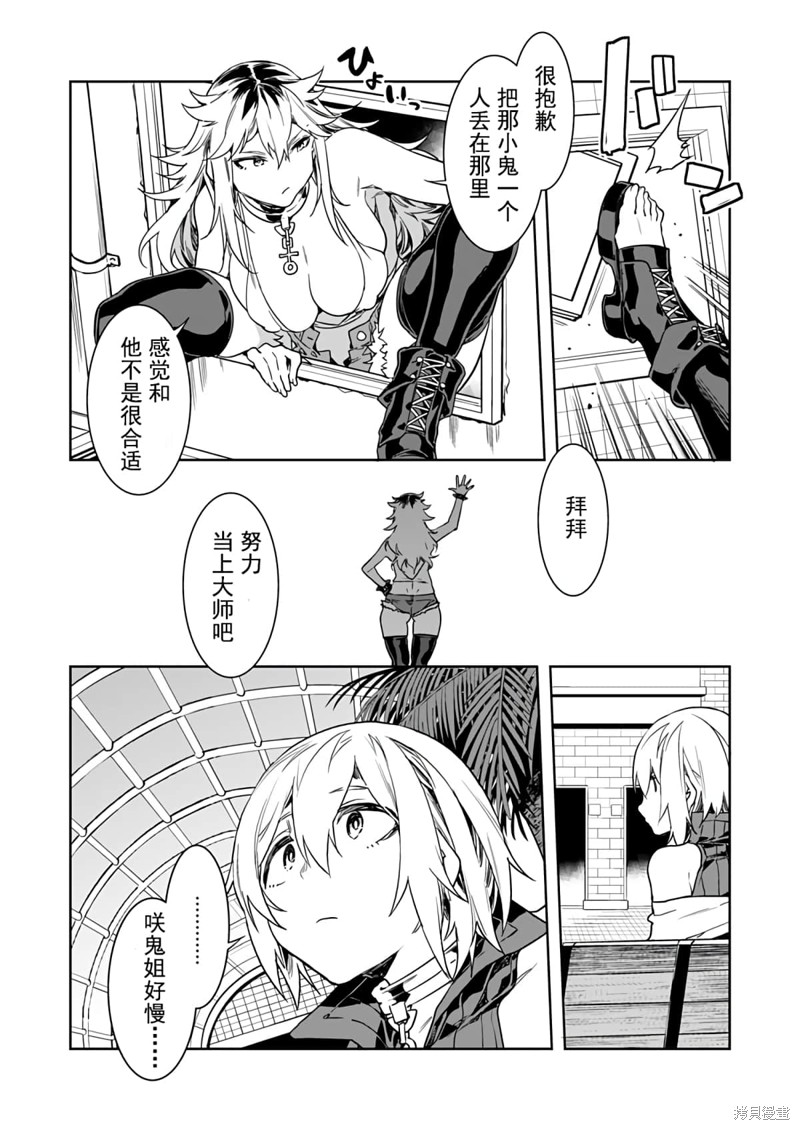 很抱歉
把那小鬼一个
人丢在那里
ひょいっ
感觉和
他不是很合适
拜拜
努力
当上大师吧
…………
咲鬼姐好慢……
拷贝漫畫